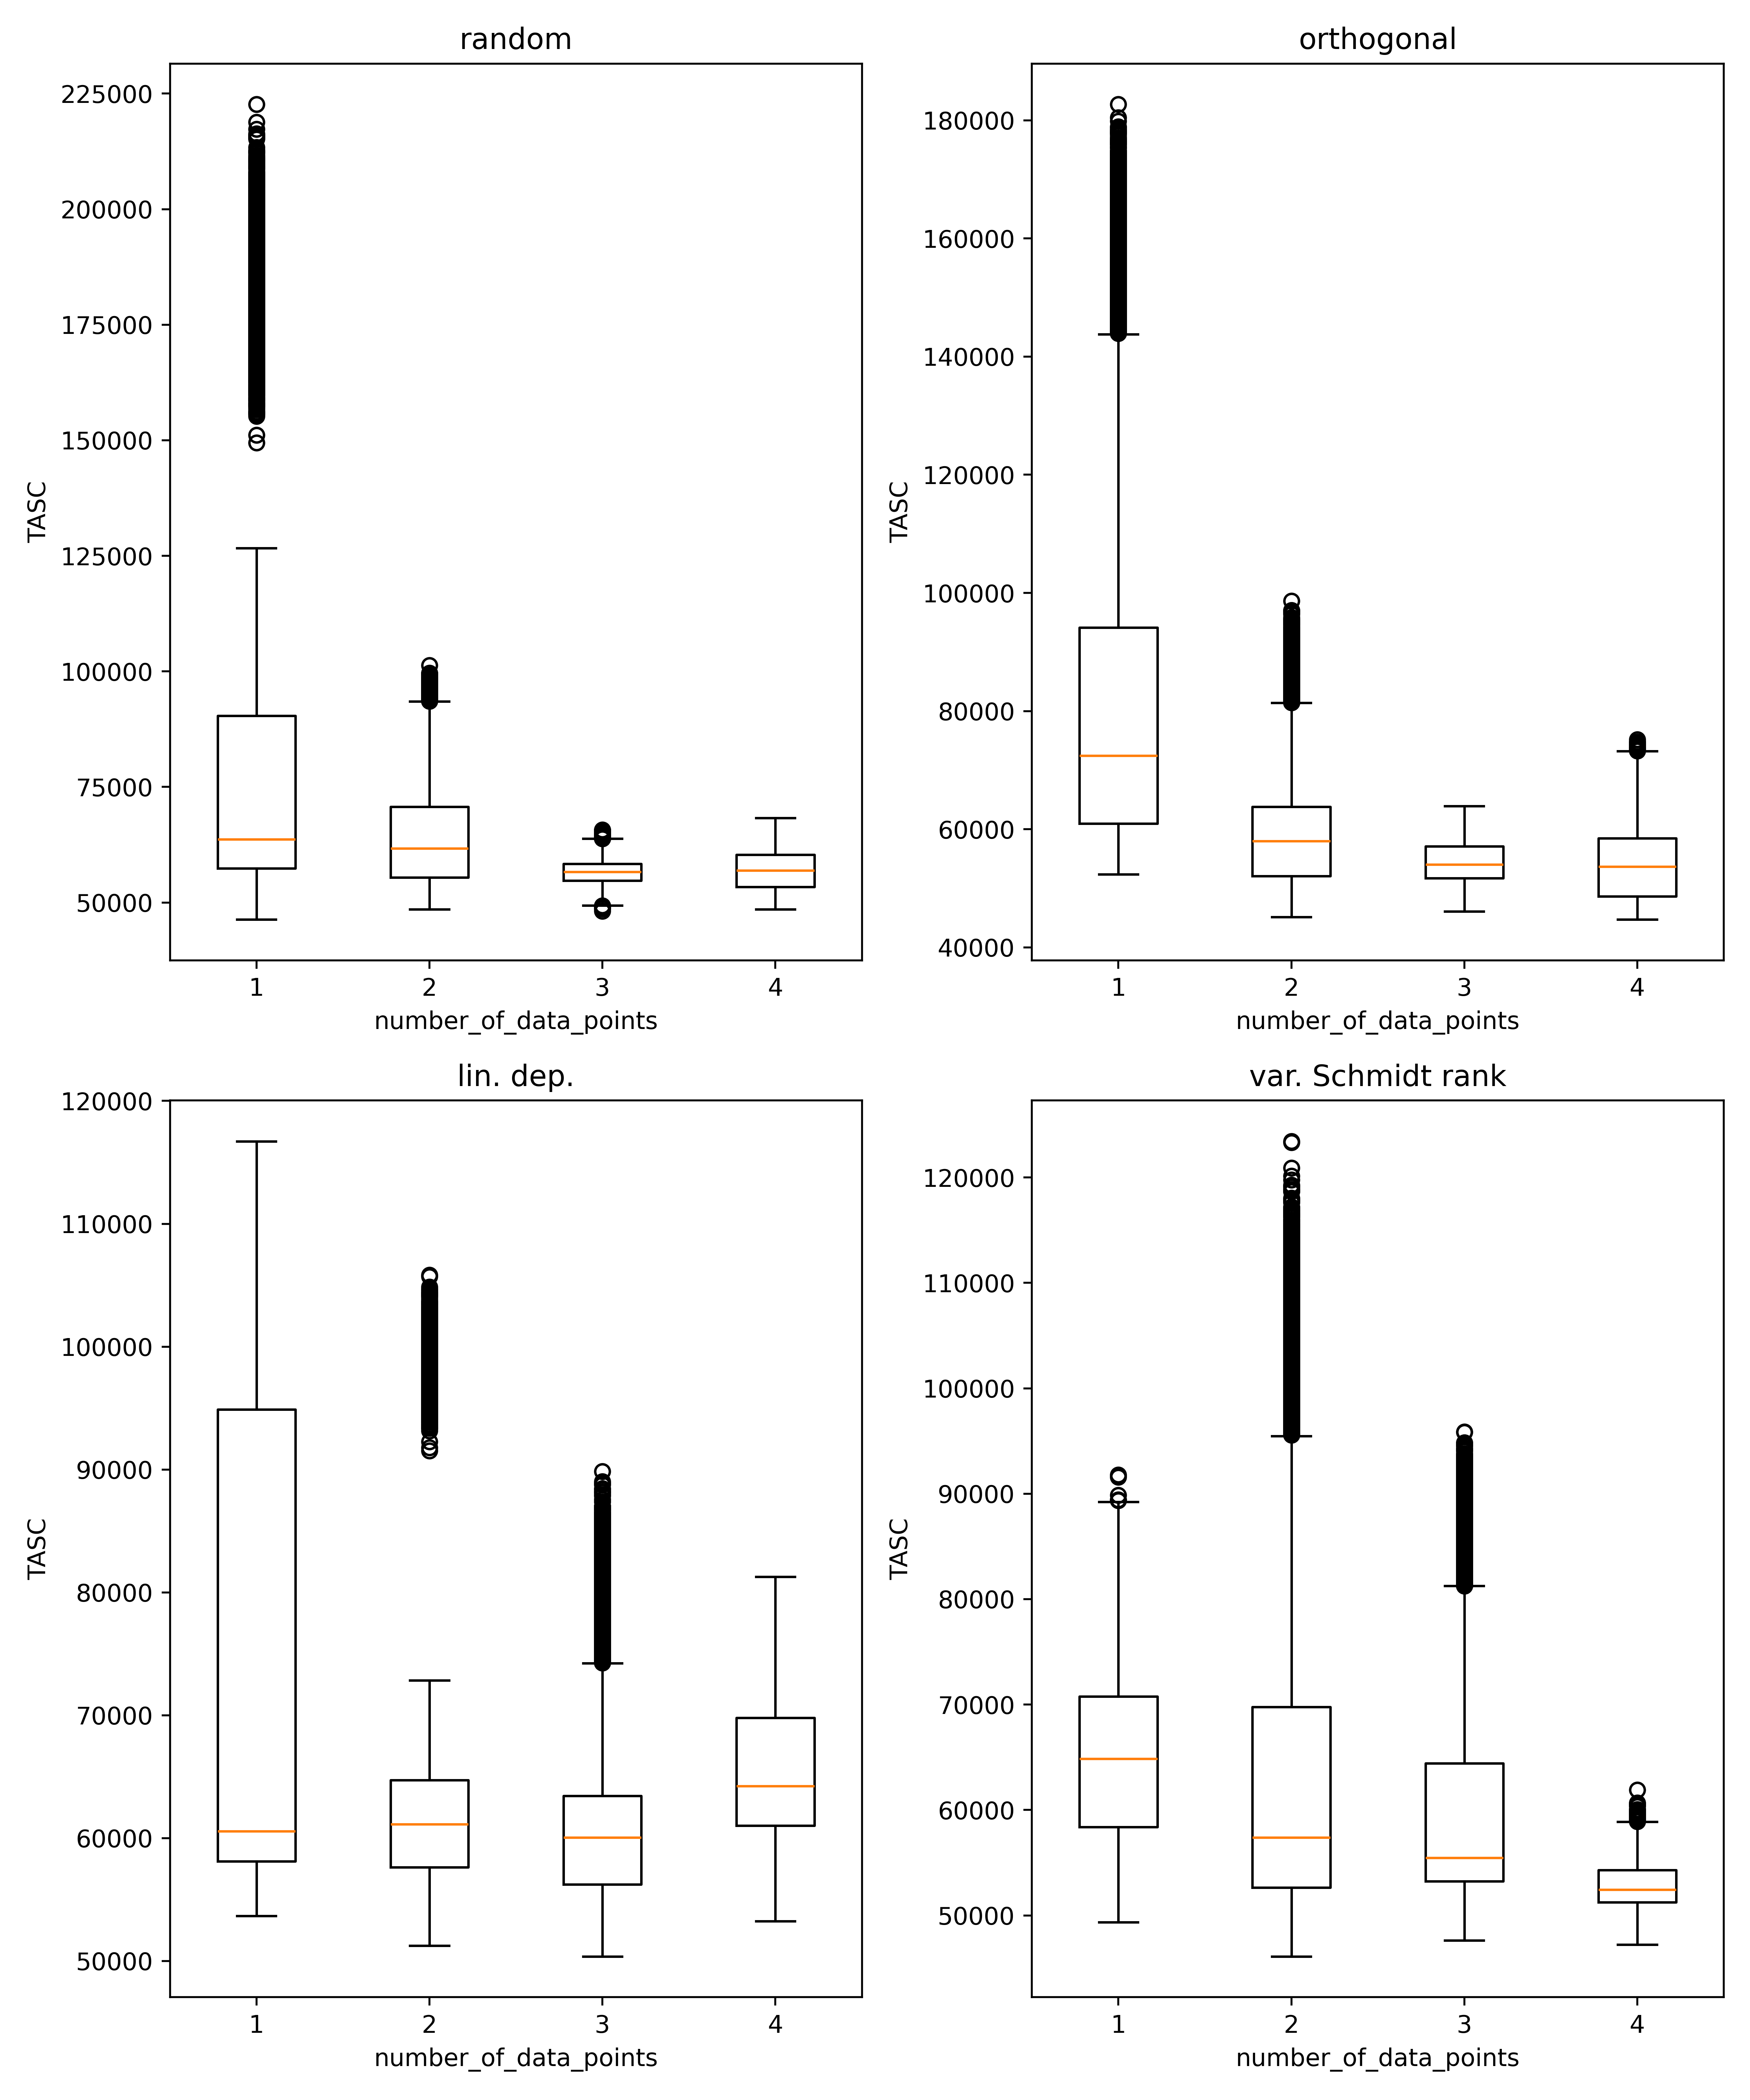 random
225000
200000
175000
150000
125000
100000
75000
50000
TASC
1 2 3 4
number_of_data_points
orthogonal
180000
160000
140000
120000
100000
80000
60000
40000
TASC
1 2 3 4
number_of_data_points
lin. dep.
120000
110000
100000
90000
80000
70000
60000
50000
TASC
1 2 3 4
number_of_data_points
var. Schmidt rank
120000
110000
100000
90000
80000
70000
60000
50000
TASC
1 2 3 4
number_of_data_points